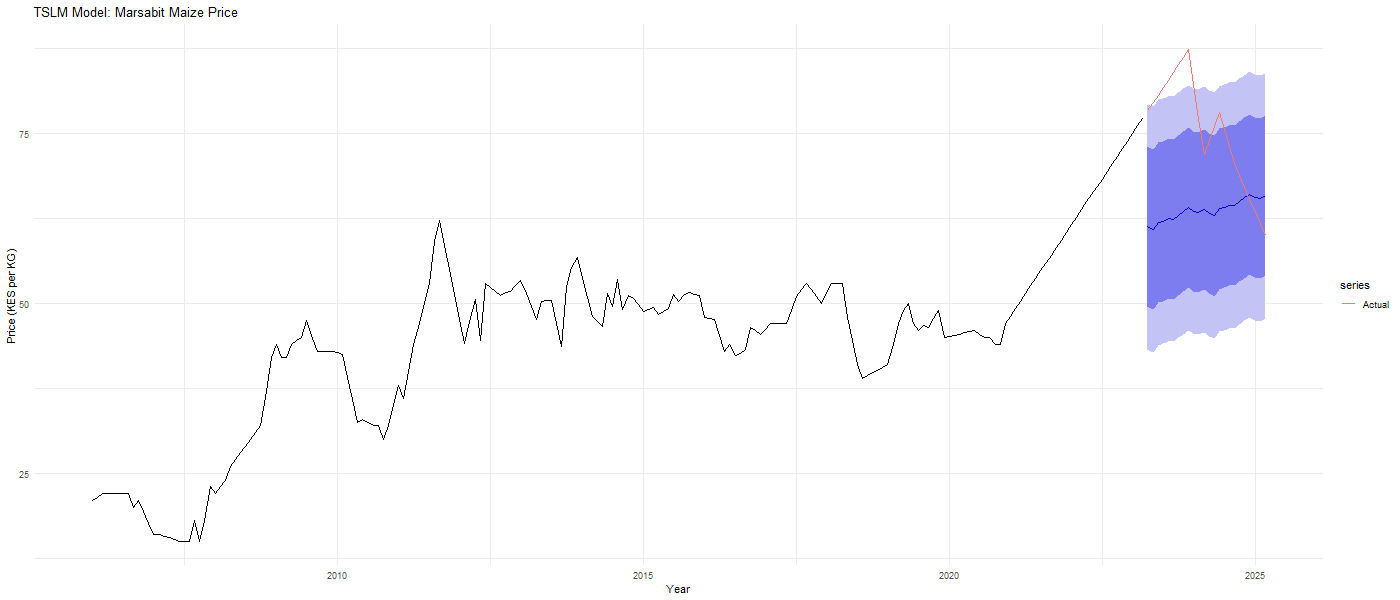 TSLM Model: Marsabit Maize Price
Price (KES per KG)
75
50
25
2010
2015
2020
2025
Year
series
Actual